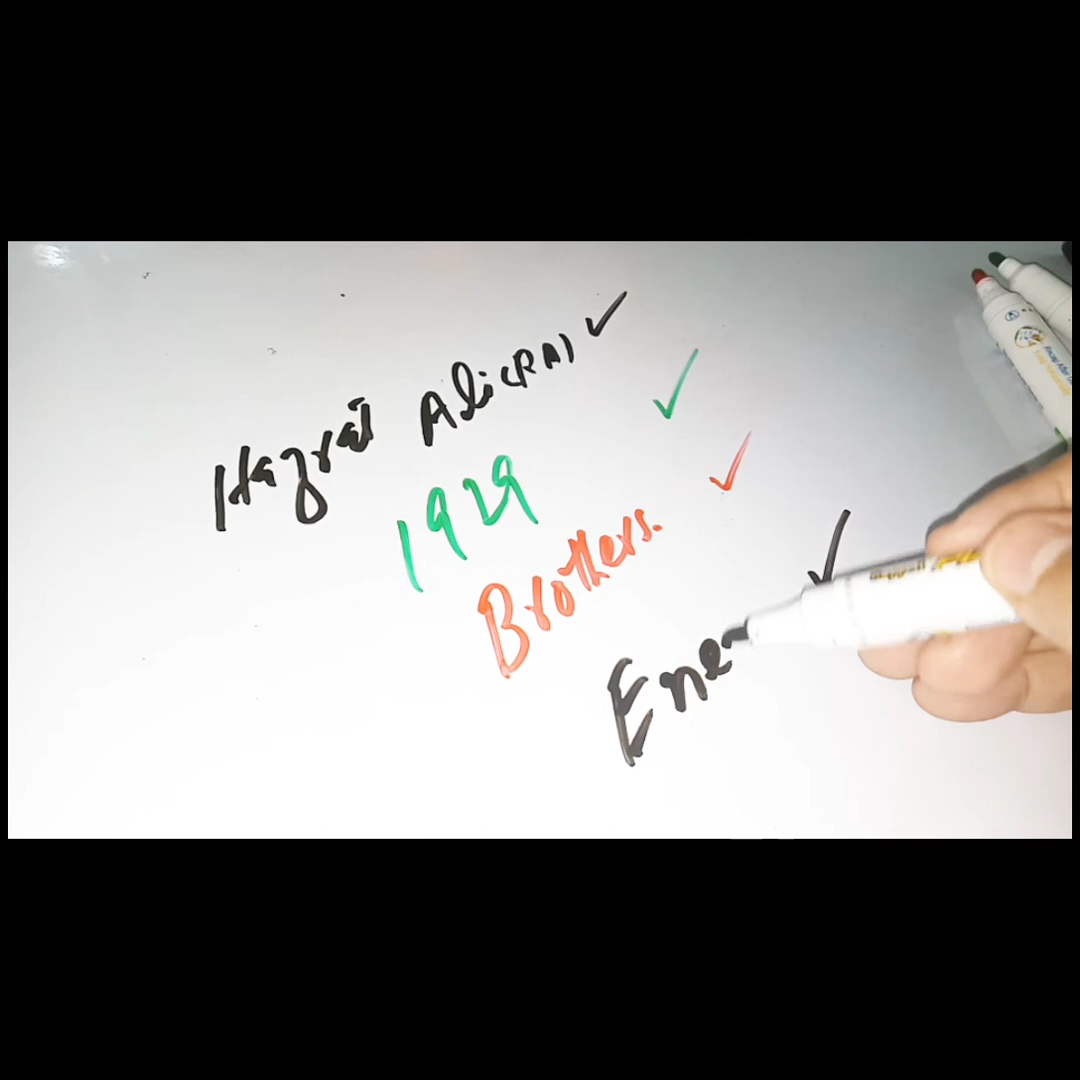 Hazrat Ali (RA) ✓
1929 ✓
Brothers. ✓
Ene